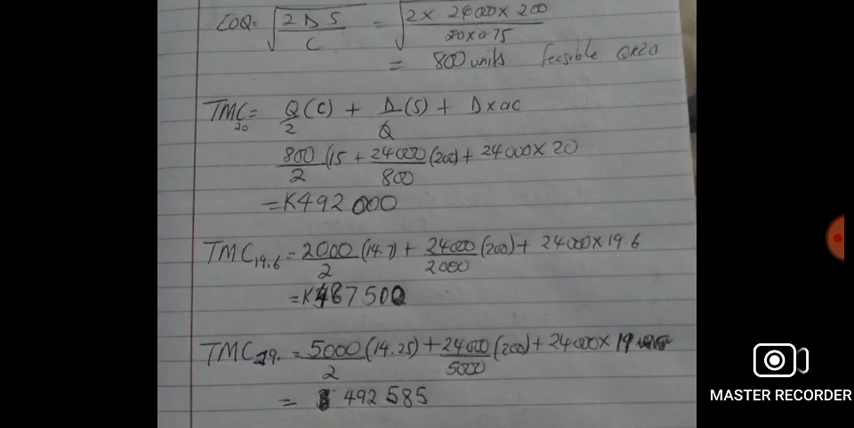 EOQ = √(2DS / C) = √(2 x 24000 x 200 / 20x0.75)
= 800 units feasible Q*20
TMC20 = Q/2 (C) + D/Q (S) + D x ac
800/2 (15 + 24000/800 (200) + 24000 x 20
= K492 000
TMC19.6 = 2000/2 (14.7) + 24000/2000 (200) + 24000 x 19.6
= K487 500
TMC19. = 5000/2 (14.25) + 24000/5000 (200) + 24000 x 19
= 492 585
MASTER RECORDER